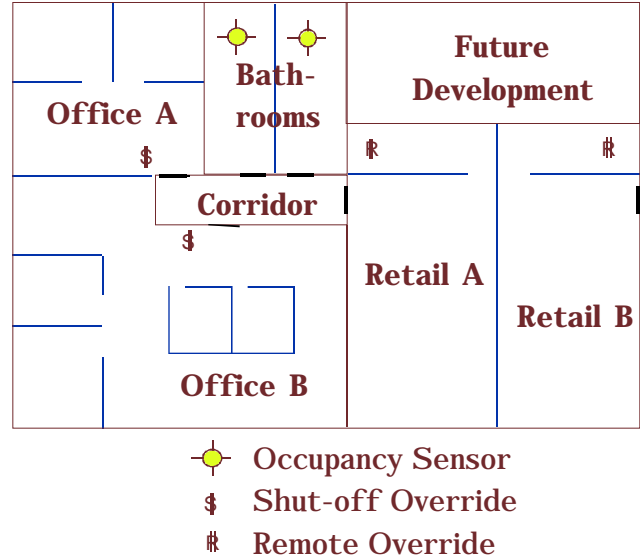 Future
Development
Bath-
rooms
Office A
$
R
R
Corridor
$
Retail A
Retail B
Office B
Occupancy Sensor
$ Shut-off Override
R Remote Override